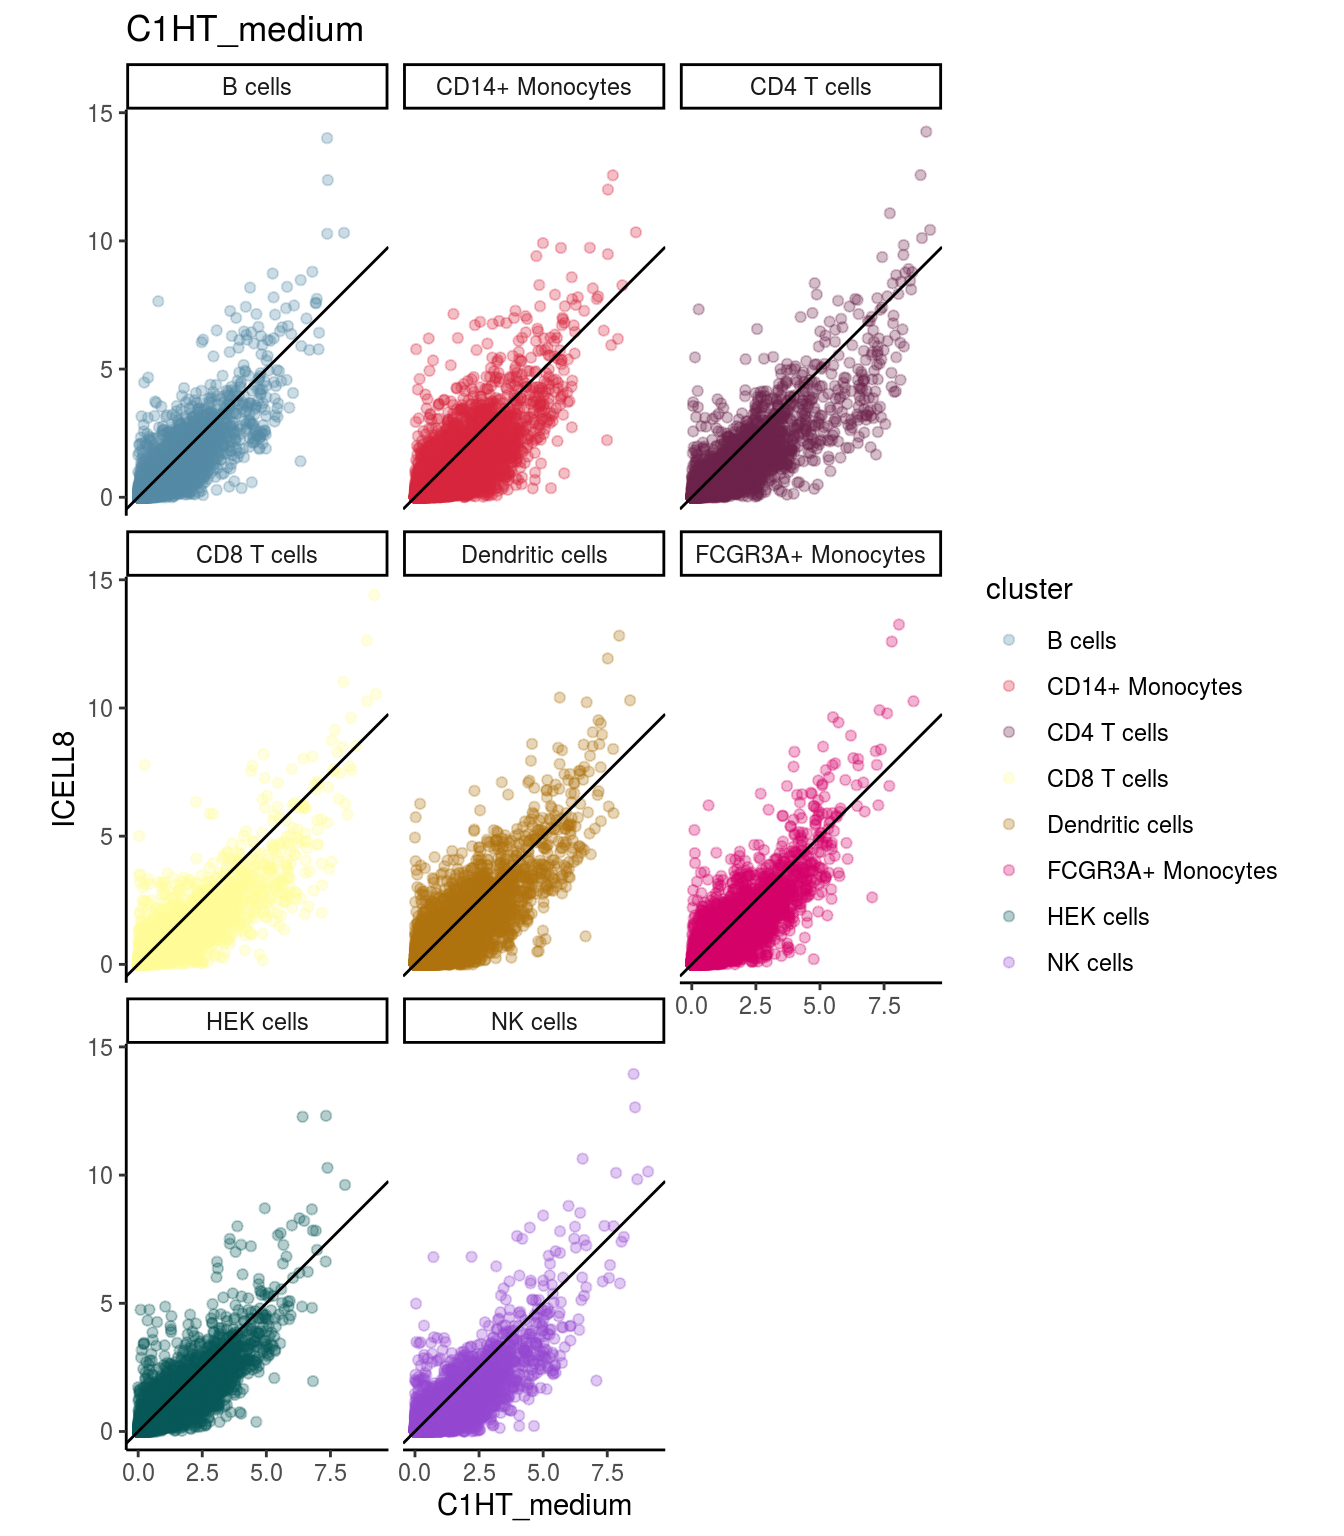 C1HT_medium
B cells
CD14+ Monocytes
CD4 T cells
15
10
5
0
CD8 T cells
Dendritic cells
FCGR3A+ Monocytes
15
10
5
0
0.0 2.5 5.0 7.5
HEK cells
NK cells
15
10
5
0
0.0 2.5 5.0 7.5
0.0 2.5 5.0 7.5
C1HT_medium
ICELL8
cluster
B cells
CD14+ Monocytes
CD4 T cells
CD8 T cells
Dendritic cells
FCGR3A+ Monocytes
HEK cells
NK cells